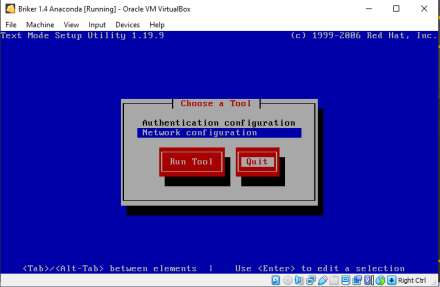 Briker 1.4 Anaconda [Running] - Oracle VM VirtualBox
File Machine View Input Devices Help
Text Mode Setup Utility 1.19.9 (c) 1999-2006 Red Hat, Inc.
Choose a Tool
Authentication configuration
Network configuration
Run Tool Quit
<Tab>/<Alt-Tab> between elements | Use <Enter> to edit a selection
Right Ctrl